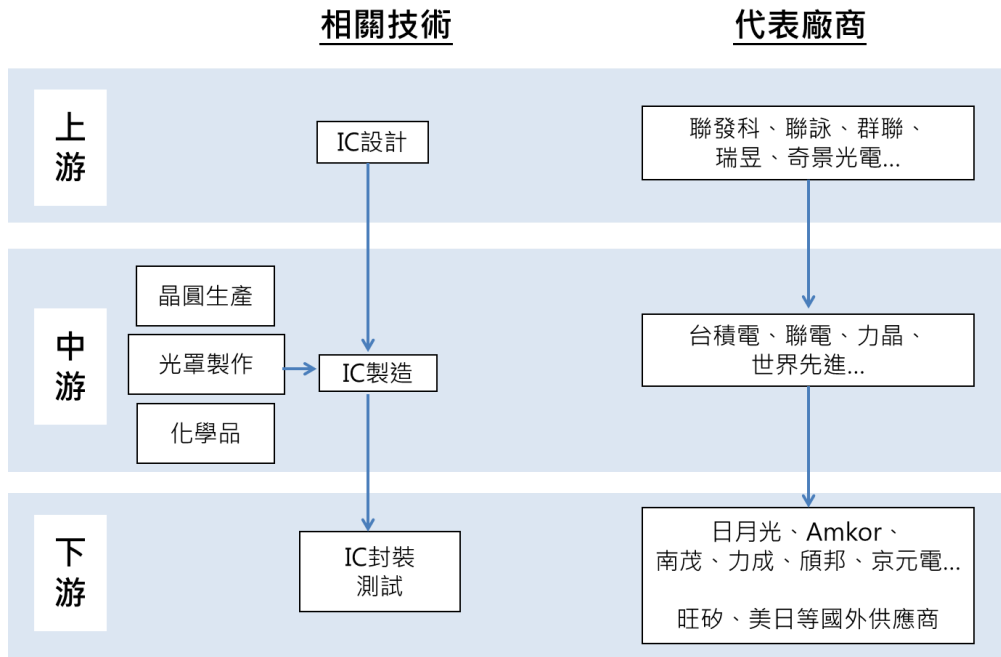 相關技術
代表廠商
上游
IC設計
聯發科、聯詠、群聯、
瑞昱、奇景光電...
中游
晶圓生產
光罩製作
化學品
IC製造
台積電、聯電、力晶、
世界先進...
下游
IC封裝
測試
日月光、Amkor、
南茂、力成、頎邦、京元電...
旺矽、美日等國外供應商